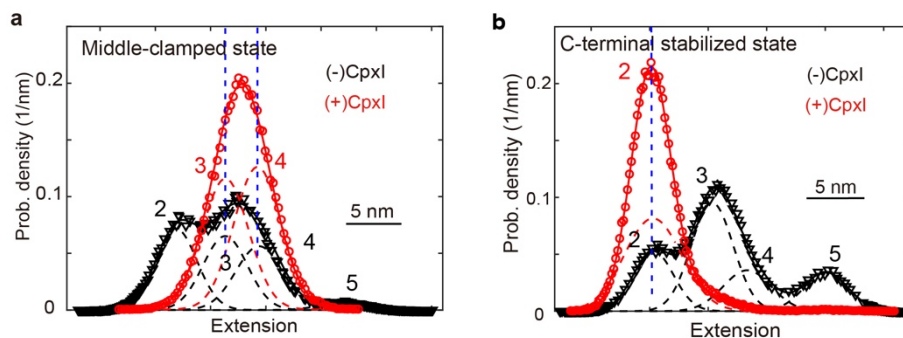 a
Middle-clamped state
(-)CpxI
(+)CpxI
Prob. density (1/nm)
0.2
0.1
0
2
3
4
3
4
5
5 nm
Extension
b
C-terminal stabilized state
(-)CpxI
(+)CpxI
Prob. density (1/nm)
0.2
0.1
0
2
2
3
4
5
5 nm
Extension